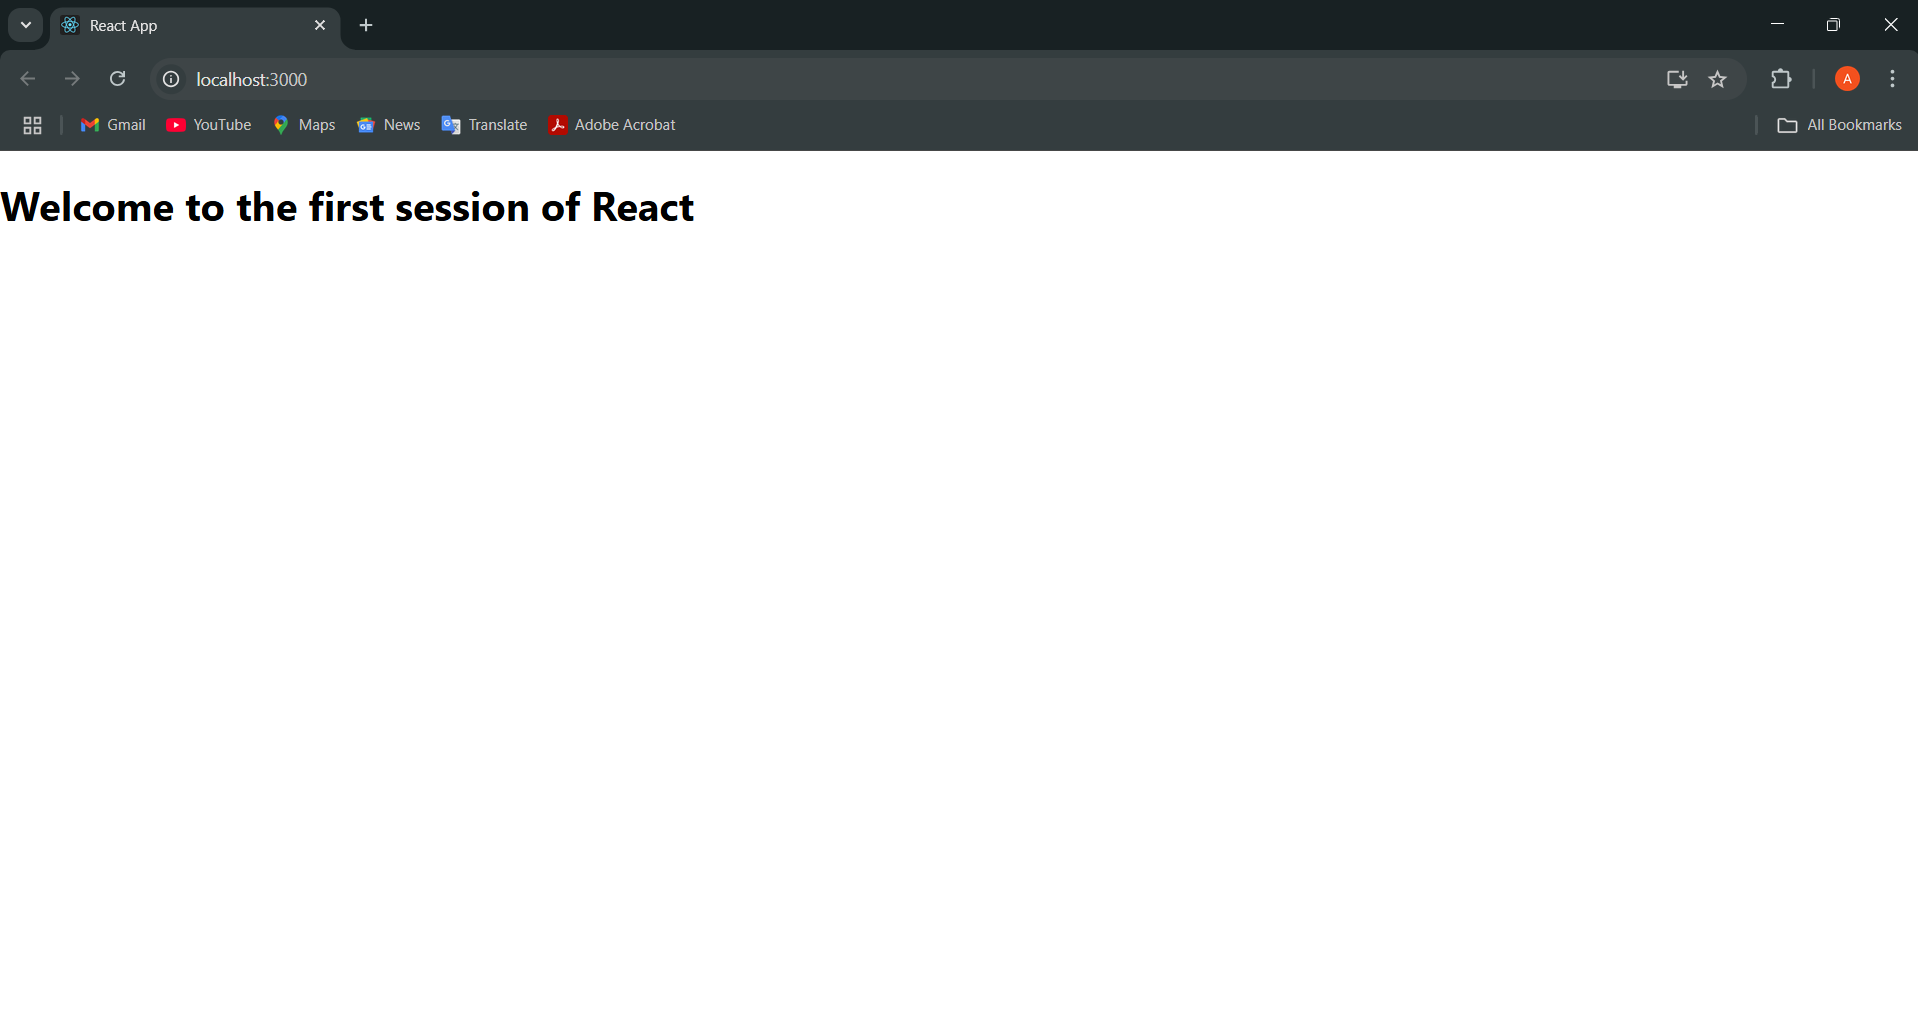 React App
localhost:3000
A
Gmail YouTube Maps News Translate Adobe Acrobat All Bookmarks
Welcome to the first session of React